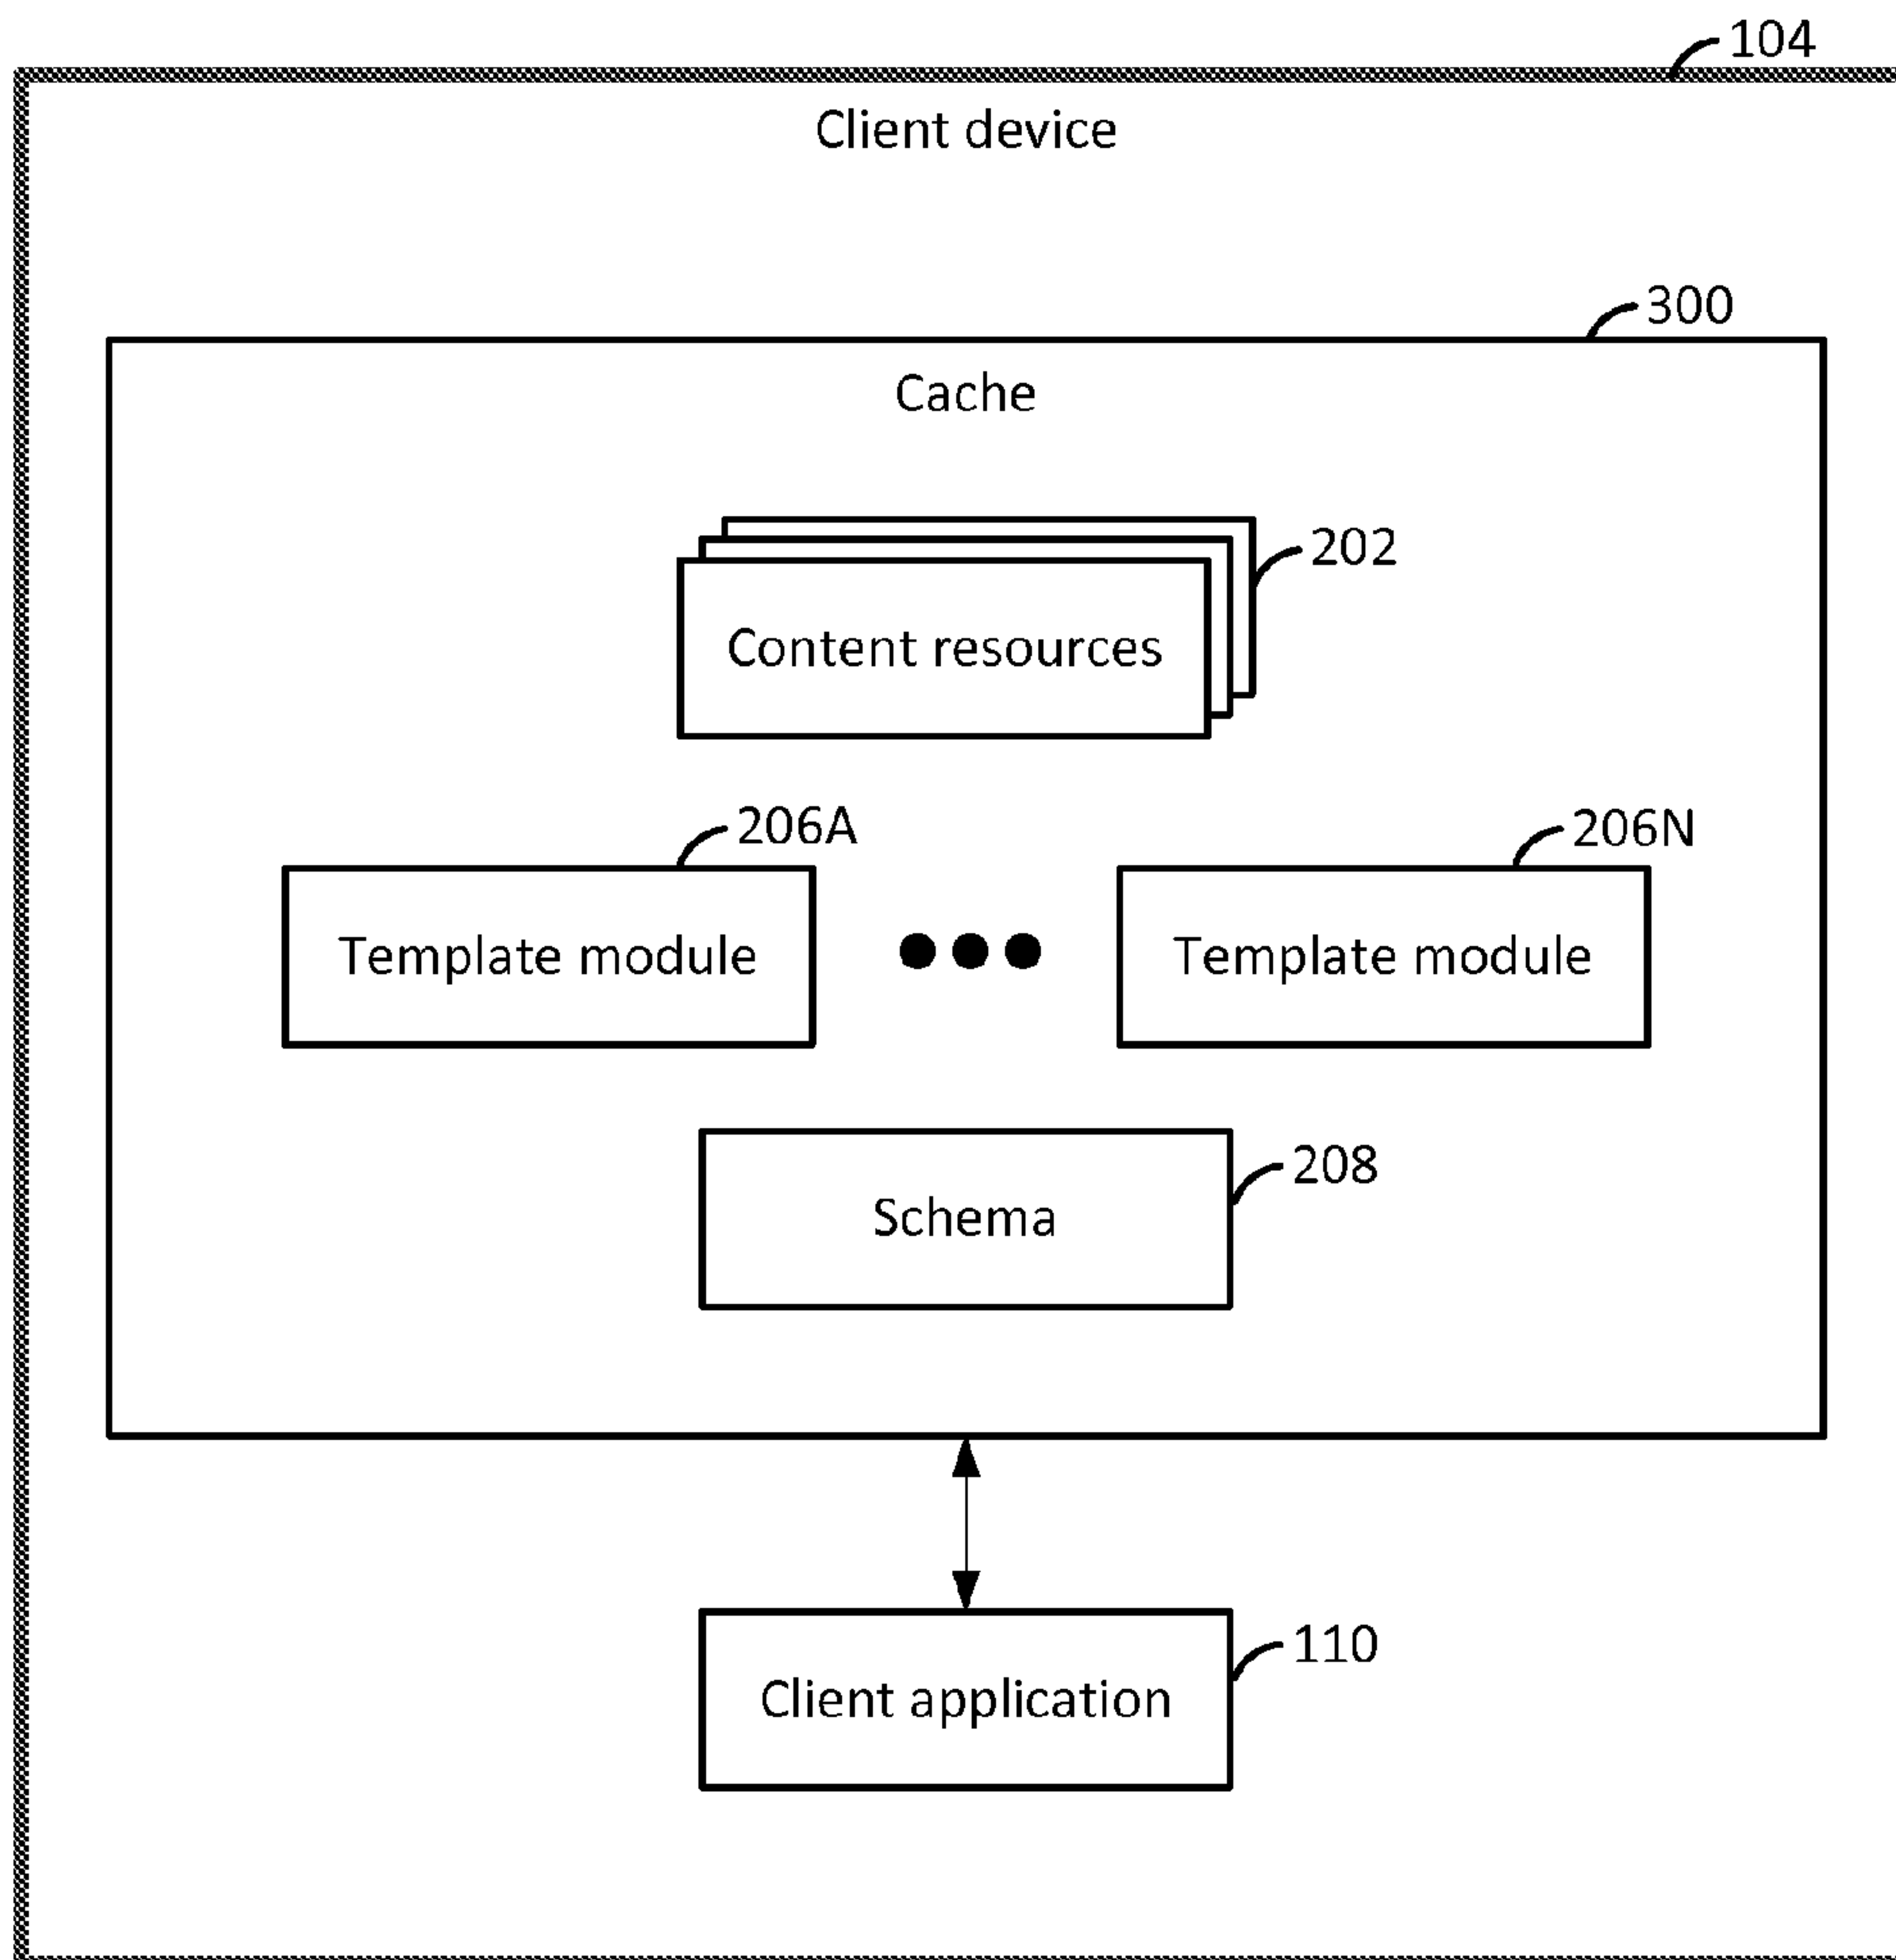 104
Client device
300
Cache
202
Content resources
206A
206N
Template module
Template module
208
Schema
110
Client application